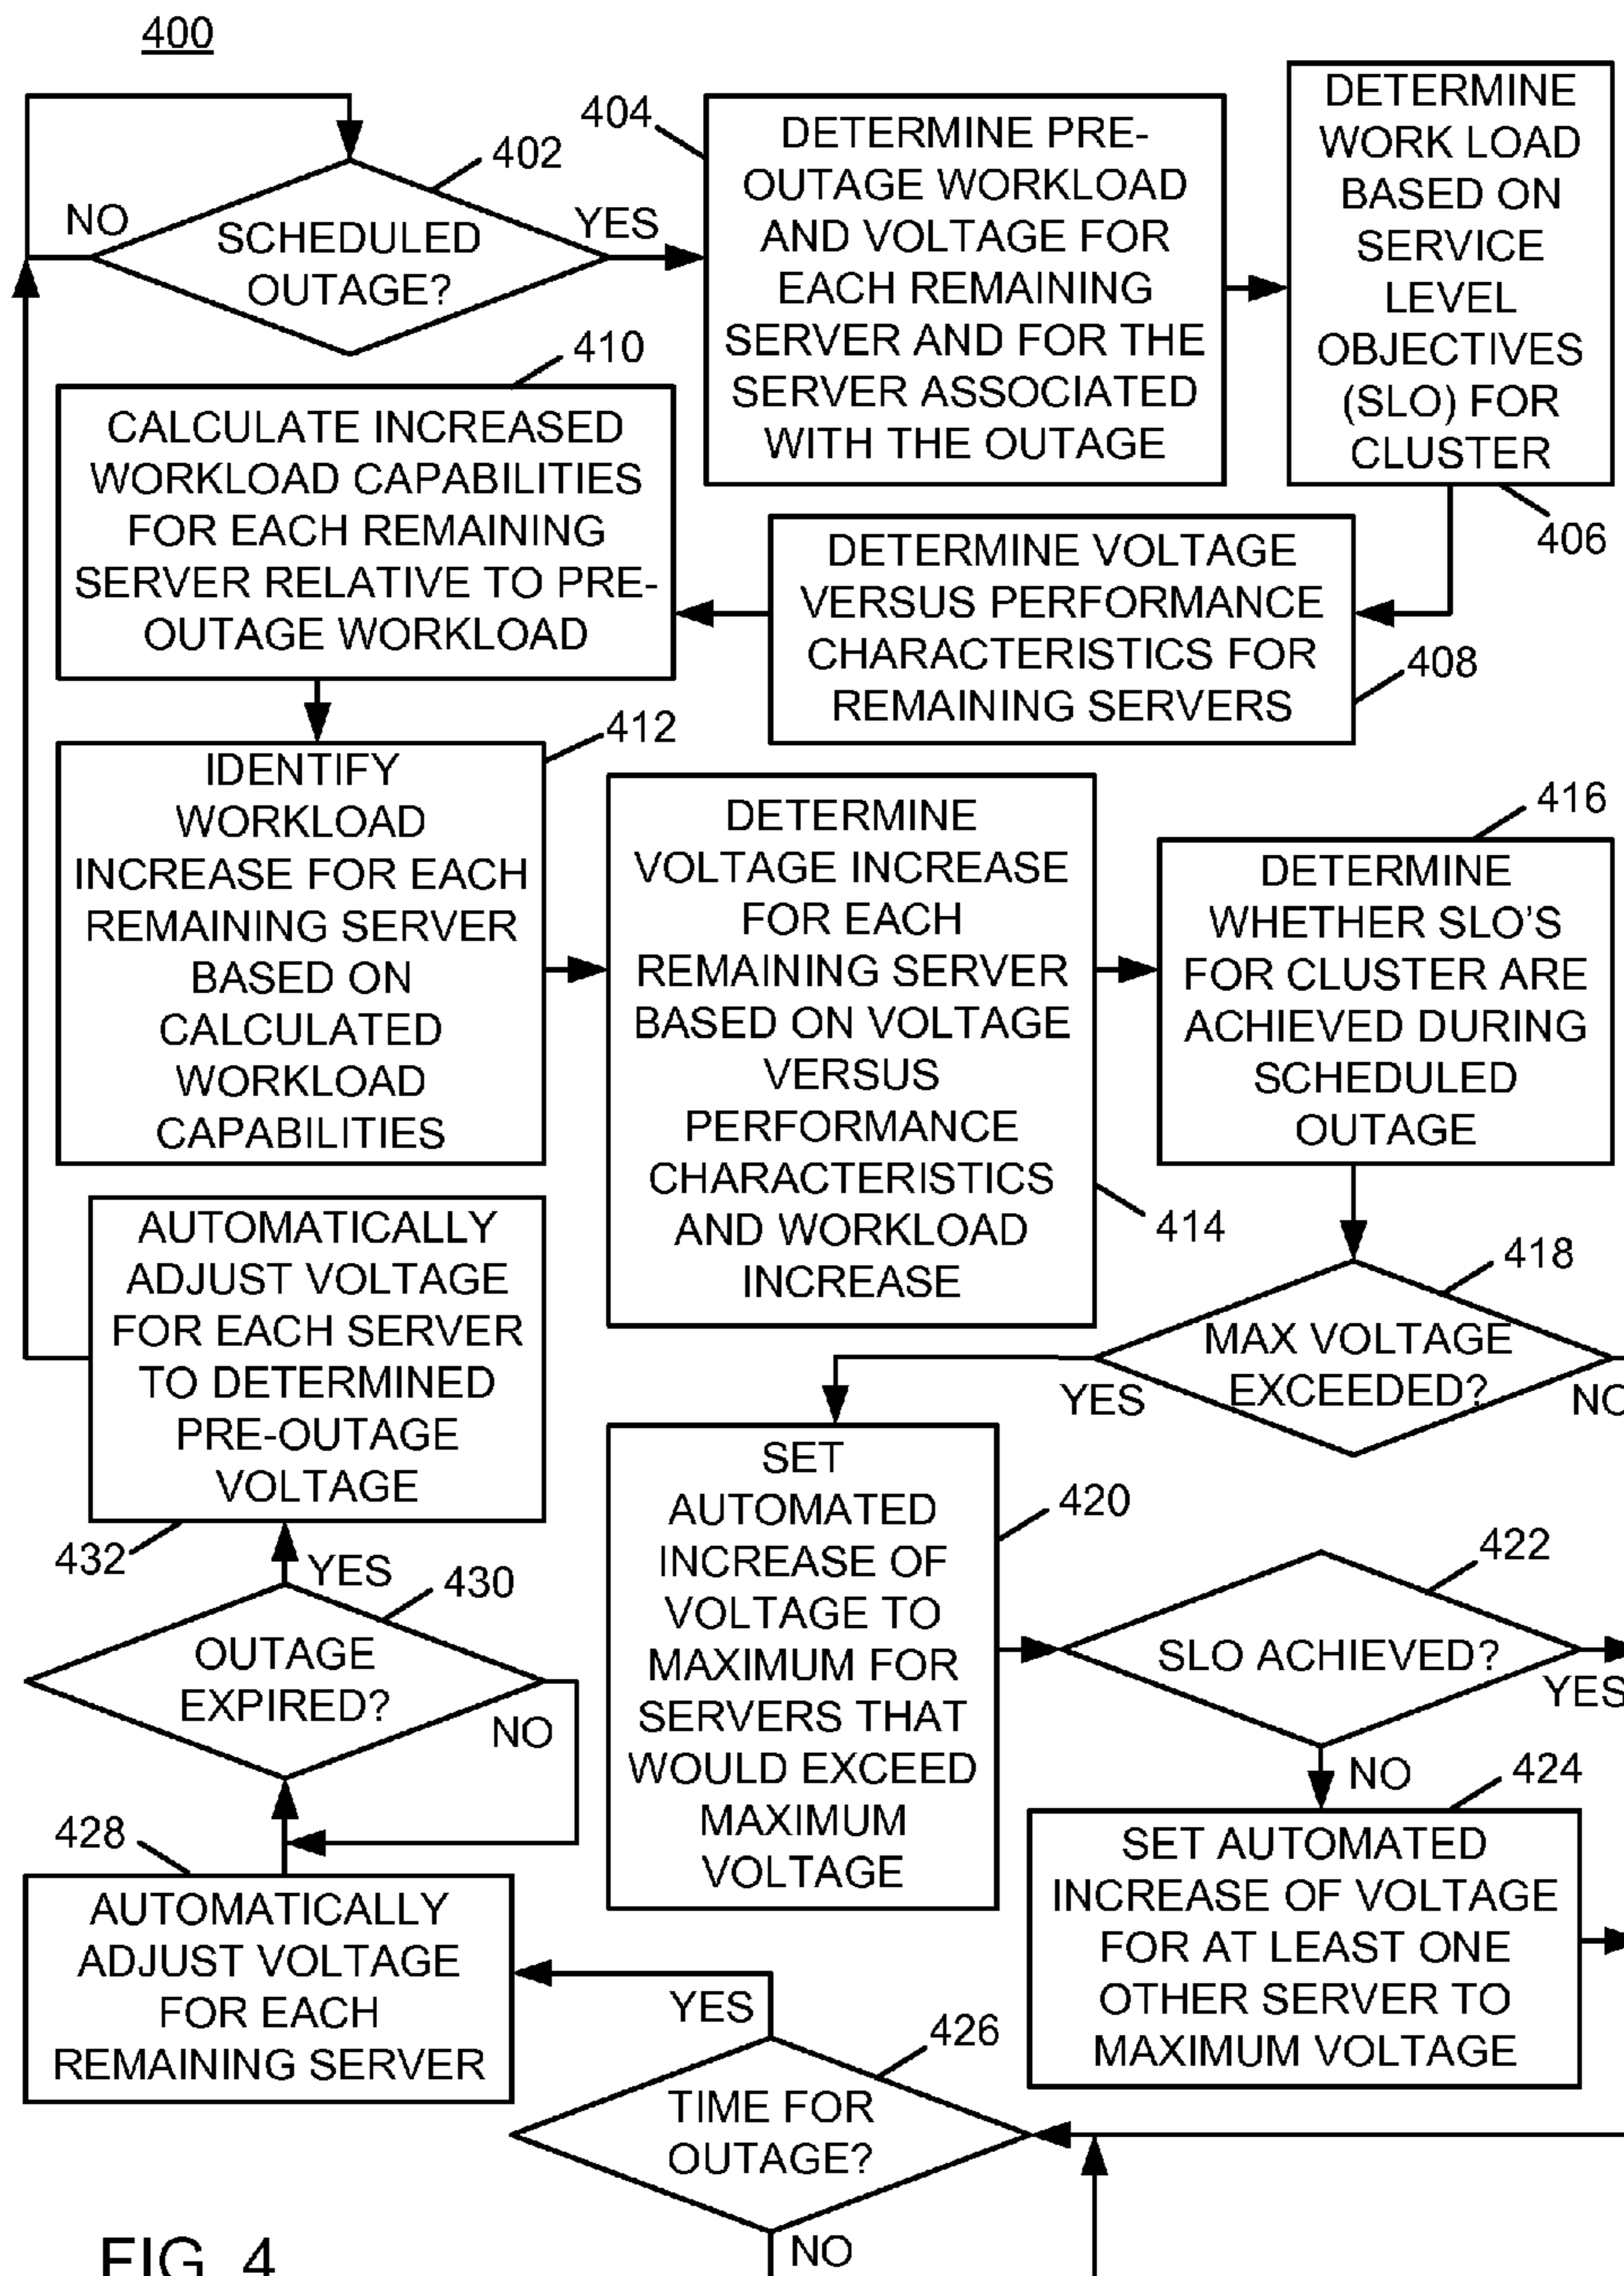 400
402
SCHEDULED
OUTAGE?
NO
YES
404
DETERMINE PRE-
OUTAGE WORKLOAD
AND VOLTAGE FOR
EACH REMAINING
SERVER AND FOR THE
SERVER ASSOCIATED
WITH THE OUTAGE
DETERMINE
WORK LOAD
BASED ON
SERVICE
LEVEL
OBJECTIVES
(SLO) FOR
CLUSTER
406
DETERMINE VOLTAGE
VERSUS PERFORMANCE
CHARACTERISTICS FOR
REMAINING SERVERS
408
410
CALCULATE INCREASED
WORKLOAD CAPABILITIES
FOR EACH REMAINING
SERVER RELATIVE TO PRE-
OUTAGE WORKLOAD
412
IDENTIFY
WORKLOAD
INCREASE FOR EACH
REMAINING SERVER
BASED ON
CALCULATED
WORKLOAD
CAPABILITIES
DETERMINE
VOLTAGE INCREASE
FOR EACH
REMAINING SERVER
BASED ON VOLTAGE
VERSUS
PERFORMANCE
CHARACTERISTICS
AND WORKLOAD
INCREASE
414
416
DETERMINE
WHETHER SLO'S
FOR CLUSTER ARE
ACHIEVED DURING
SCHEDULED
OUTAGE
418
MAX VOLTAGE
EXCEEDED?
YES
NO
SET
AUTOMATED
INCREASE OF
VOLTAGE TO
MAXIMUM FOR
SERVERS THAT
WOULD EXCEED
MAXIMUM
VOLTAGE
420
422
SLO ACHIEVED?
YES
NO
424
SET AUTOMATED
INCREASE OF VOLTAGE
FOR AT LEAST ONE
OTHER SERVER TO
MAXIMUM VOLTAGE
426
TIME FOR
OUTAGE?
YES
NO
428
AUTOMATICALLY
ADJUST VOLTAGE
FOR EACH
REMAINING SERVER
430
OUTAGE
EXPIRED?
NO
YES
432
AUTOMATICALLY
ADJUST VOLTAGE
FOR EACH SERVER
TO DETERMINED
PRE-OUTAGE
VOLTAGE
FIG. 4